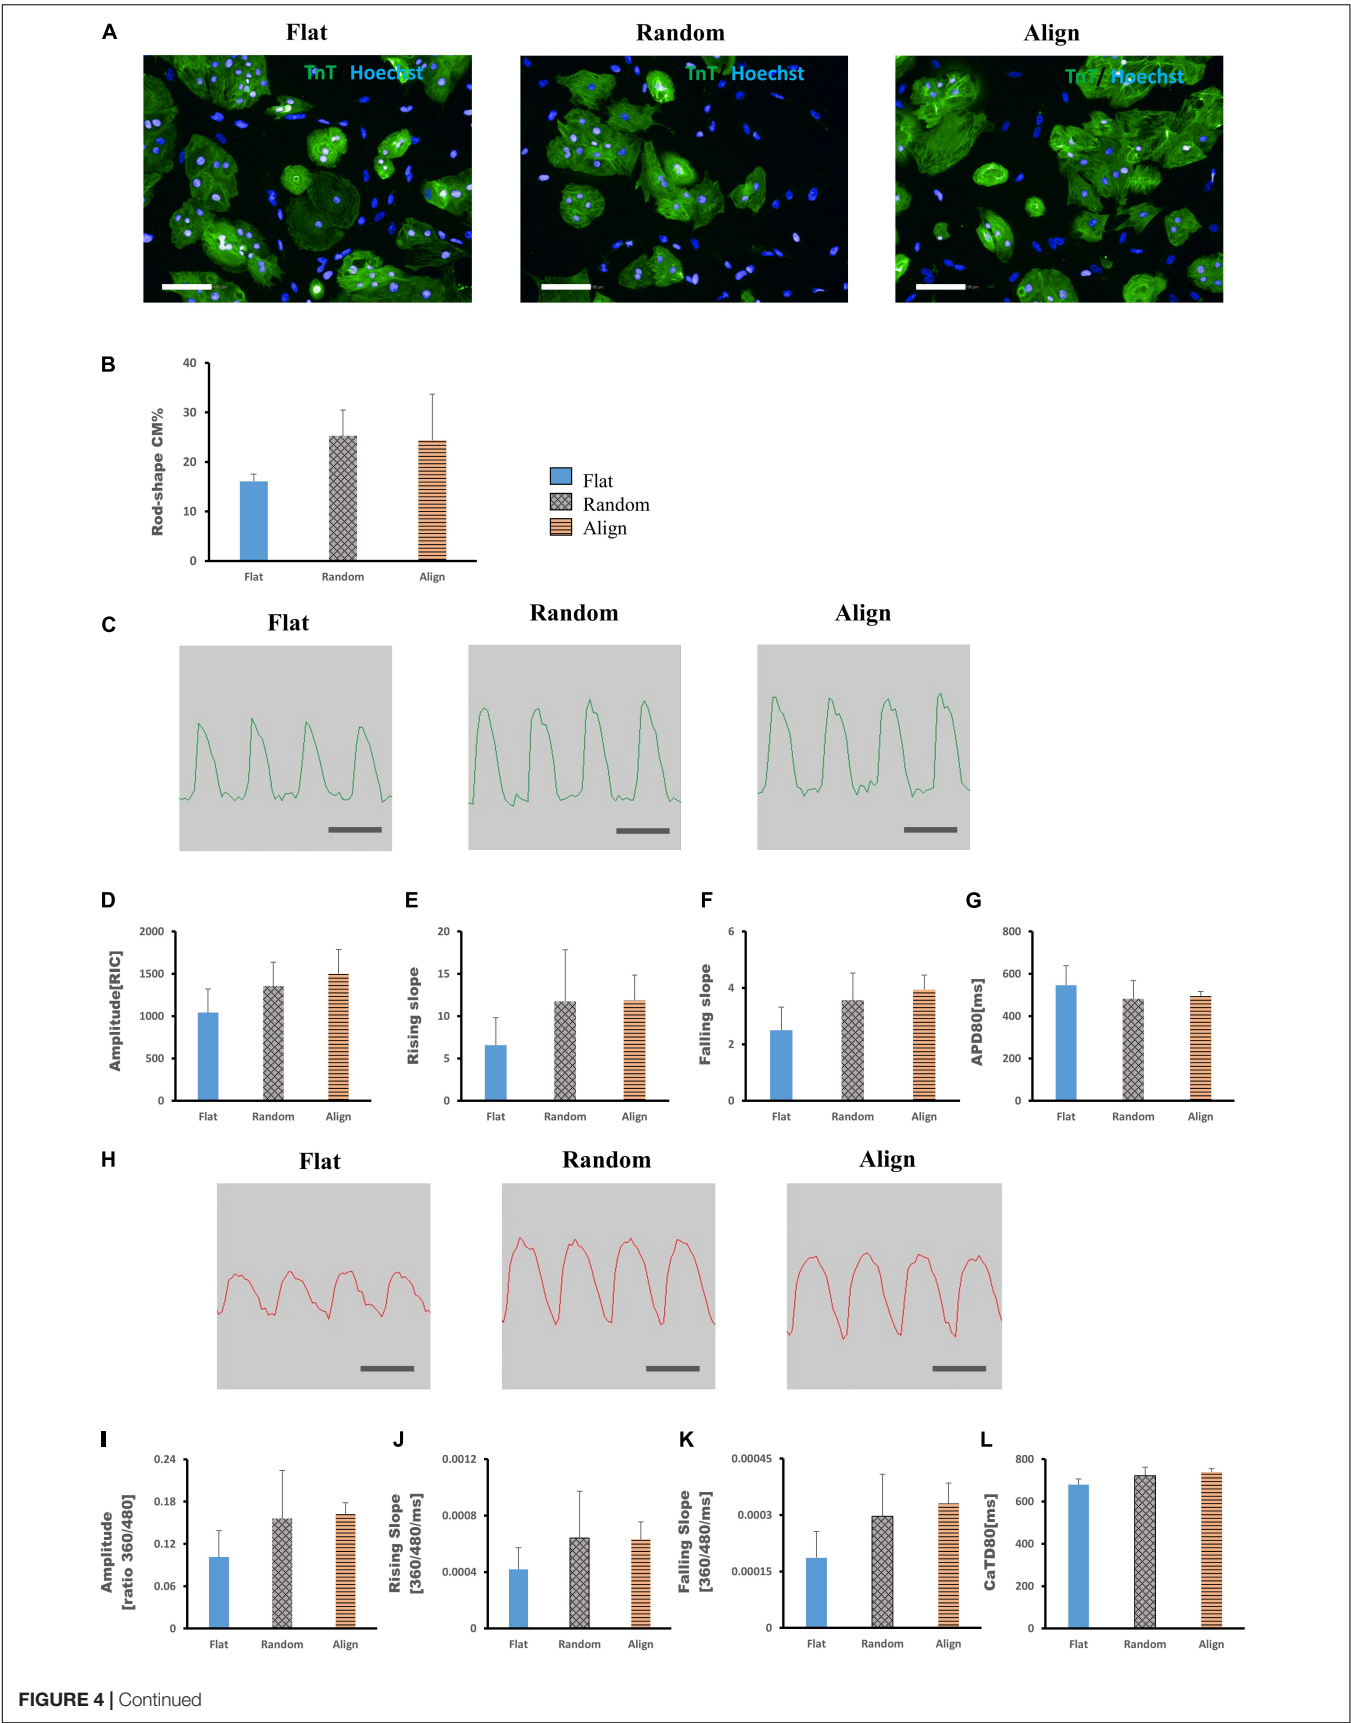 A
Flat
Random
Align
TnT Hoechst
TnT Hoechst
TnT/ Hoechst
B
Rod-shape CM%
40
30
20
10
0
Flat
Random
Align
Flat
Random
Align
C
Flat
Random
Align
D
Amplitude[RIC]
2000
1500
1000
500
0
Flat
Random
Align
E
Rising slope
20
15
10
5
0
Flat
Random
Align
F
Falling slope
6
4
2
0
Flat
Random
Align
G
APD80[ms]
800
600
400
200
0
Flat
Random
Align
H
Flat
Random
Align
I
Amplitude
[ratio 360/480]
0.24
0.18
0.12
0.06
0
Flat
Random
Align
J
Rising Slope
[360/480/ms]
0.0012
0.0008
0.0004
0
Flat
Random
Align
K
Falling Slope
[360/480/ms]
0.00045
0.0003
0.00015
0
Flat
Random
Align
L
CaTD80[ms]
800
600
400
200
0
Flat
Random
Align
FIGURE 4 | Continued